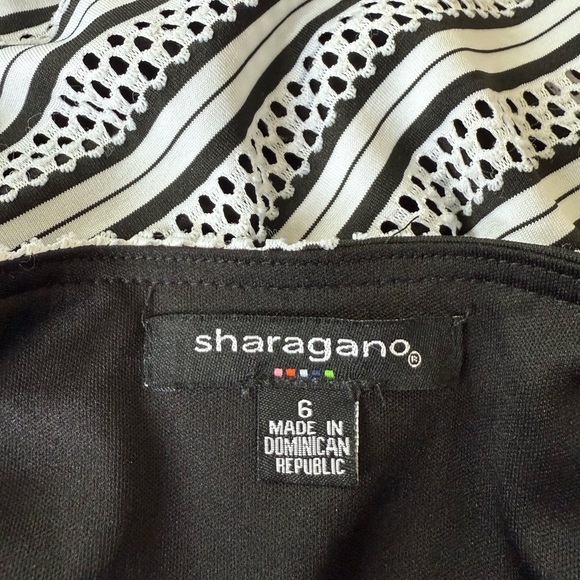 sharagano®
6
MADE IN
DOMINICAN
REPUBLIC